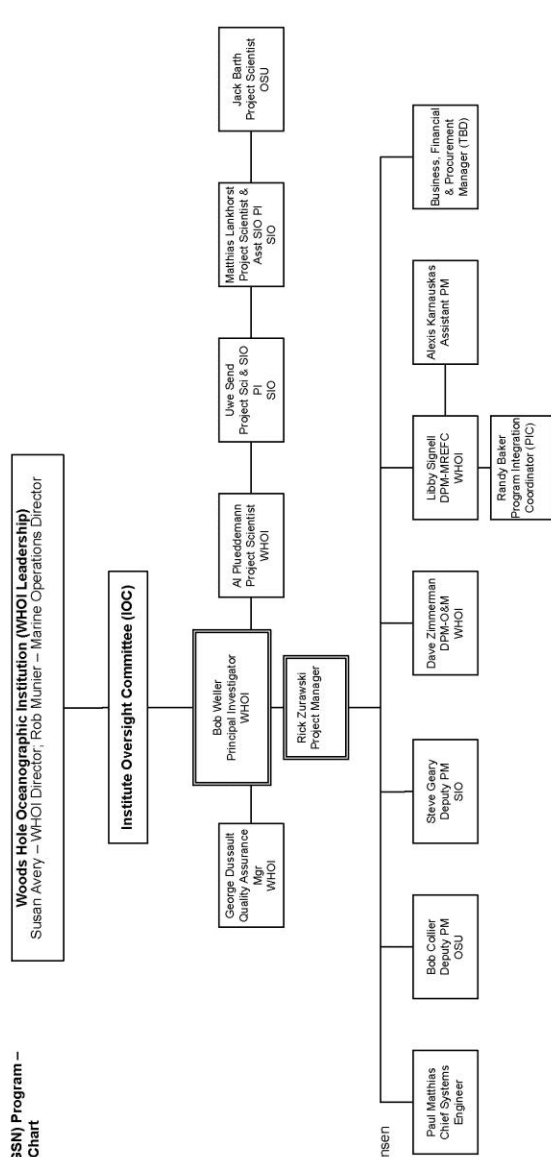 GSN) Program –
Chart
Woods Hole Oceanographic Institution (WHOI Leadership)
Susan Avery – WHOI Director; Rob Munier – Marine Operations Director
Institute Oversight Committee (IOC)
George Dussault
Quality Assurance
Mgr
WHOI
Bob Weller
Principal Investigator
WHOI
Al Plueddemann
Project Scientist
WHOI
Uwe Send
Project Sci & SIO
PI
SIO
Matthias Lankhorst
Project Scientist &
Asst SIO PI
SIO
Jack Barth
Project Scientist
OSU
Rick Zurawski
Project Manager
nsen
Paul Matthias
Chief Systems
Engineer
Bob Collier
Deputy PM
OSU
Steve Geary
Deputy PM
SIO
Dave Zimmerman
DPM-O&M
WHOI
Libby Signell
DPM-MREFC
WHOI
Alexis Karnauskas
Assistant PM
Business, Financial
& Procurement
Manager (TBD)
Randy Baker
Program Integration
Coordinator (PIC)